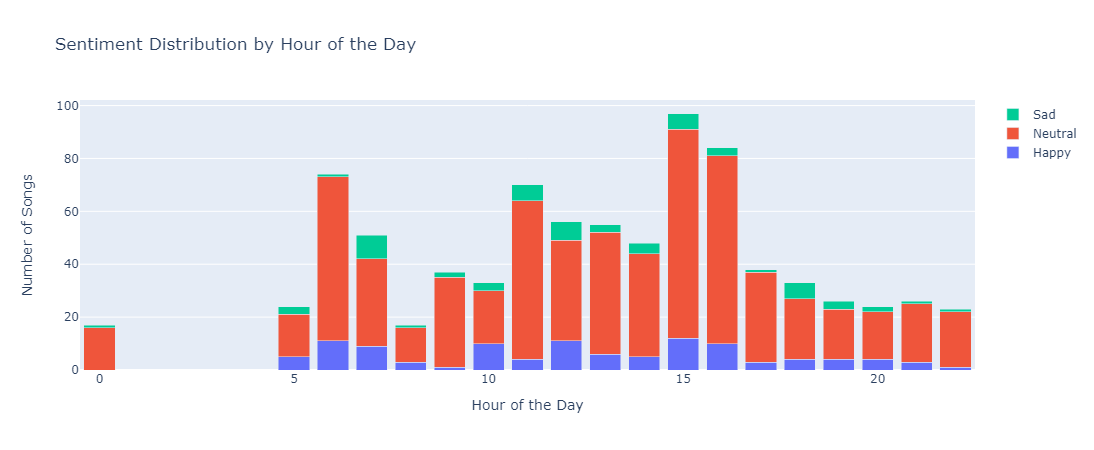 Sentiment Distribution by Hour of the Day
100
80
60
40
20
0
Number of Songs
0 5 10 15 20
Hour of the Day
Sad
Neutral
Happy